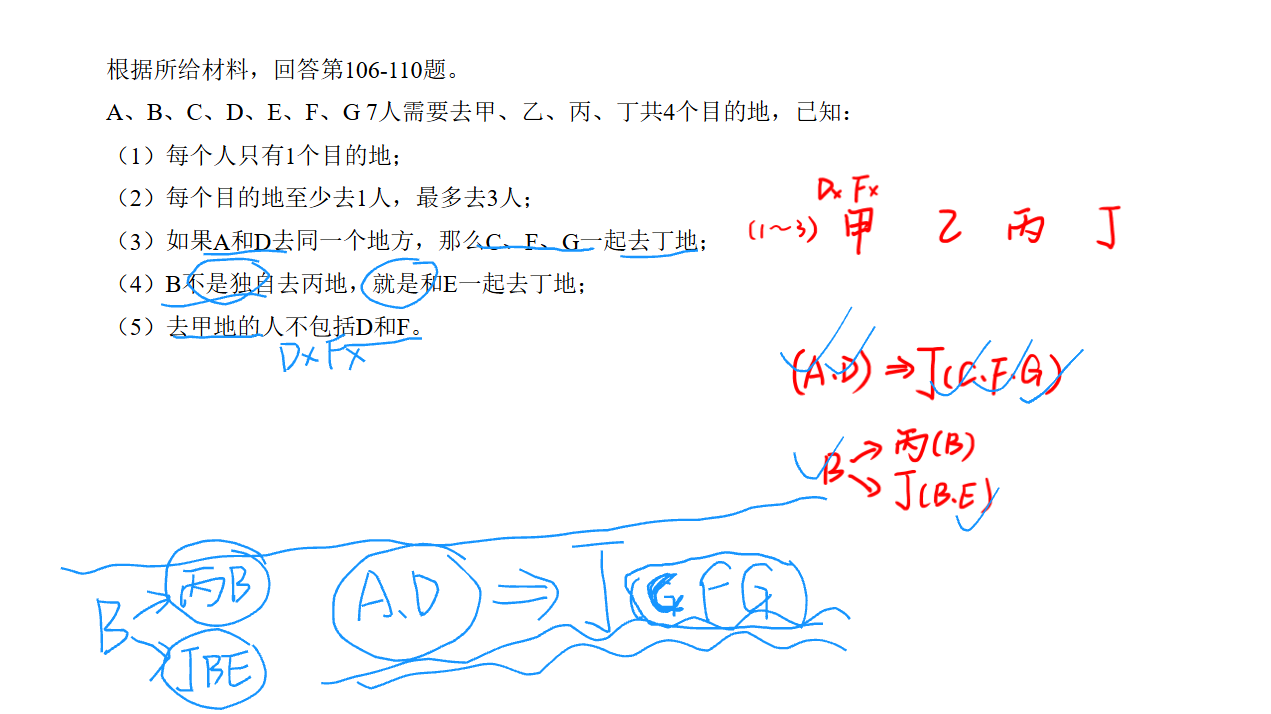 根据所给材料，回答第106-110题。
A、B、C、D、E、F、G 7人需要去甲、乙、丙、丁共4个目的地，已知：
（1）每个人只有1个目的地；
（2）每个目的地至少去1人，最多去3人；
（3）如果A和D去同一个地方，那么C、F、G一起去丁地；
（4）B不是独自去丙地，就是和E一起去丁地；
（5）去甲地的人不包括D和F。
Dx Fx
Dx Fx
(1～3) 甲 乙 丙 丁
(A.D) ⇒ 丁(C.F.G)
B → 丙(B)
↘ 丁(B.E)
B → 丙B
↘ 丁BE
A.D ⇒ 丁 C F G